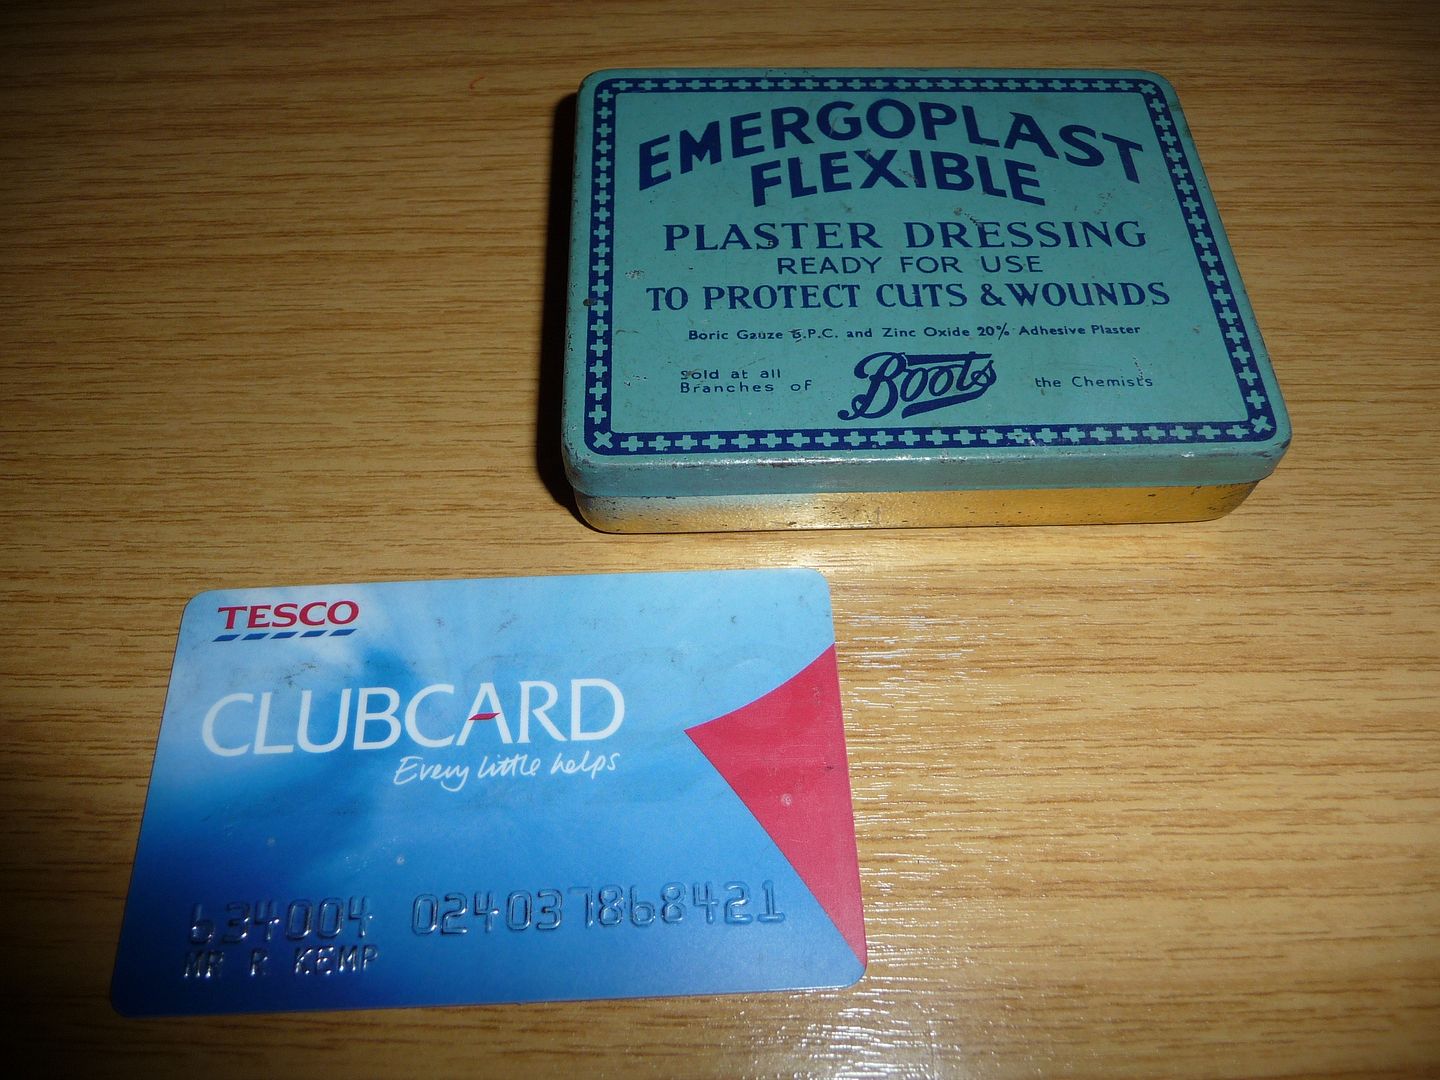 EMERGOPLAST
FLEXIBLE
PLASTER DRESSING
READY FOR USE
TO PROTECT CUTS & WOUNDS
Boric Gauze B.P.C. and Zinc Oxide 20% Adhesive Plaster
Sold at all
Branches of
Boots
the Chemists
TESCO
CLUBCARD
Every little helps
634004 024037868421
MR R KEMP